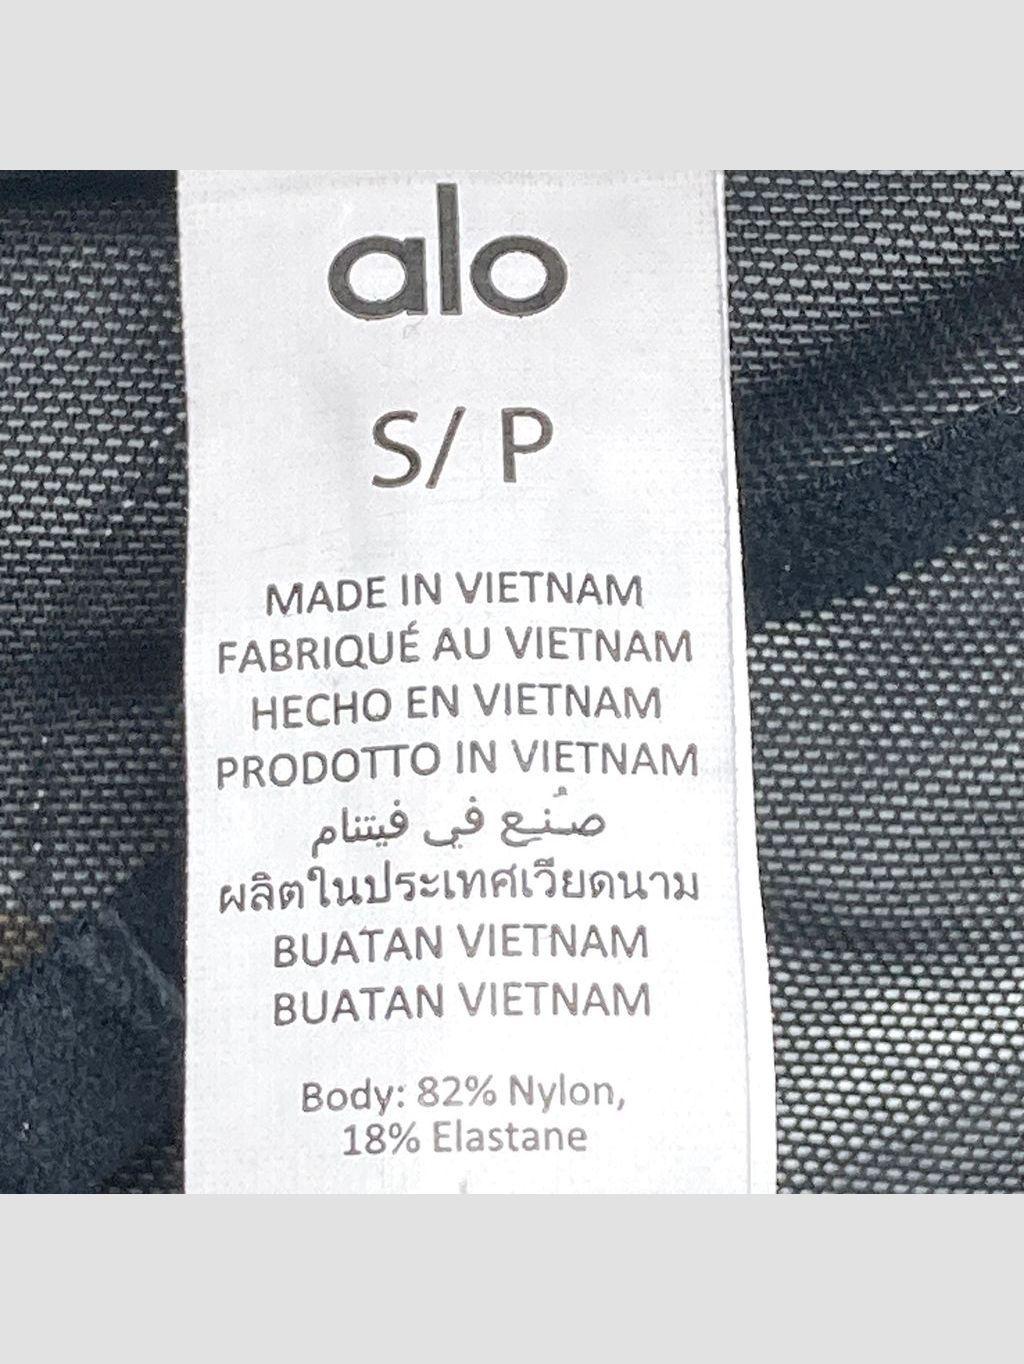 alo
S/ P
MADE IN VIETNAM
FABRIQUÉ AU VIETNAM
HECHO EN VIETNAM
PRODOTTO IN VIETNAM
صُنع في فيتنام
ผลิตในประเทศเวียดนาม
BUATAN VIETNAM
BUATAN VIETNAM
Body: 82% Nylon,
18% Elastane